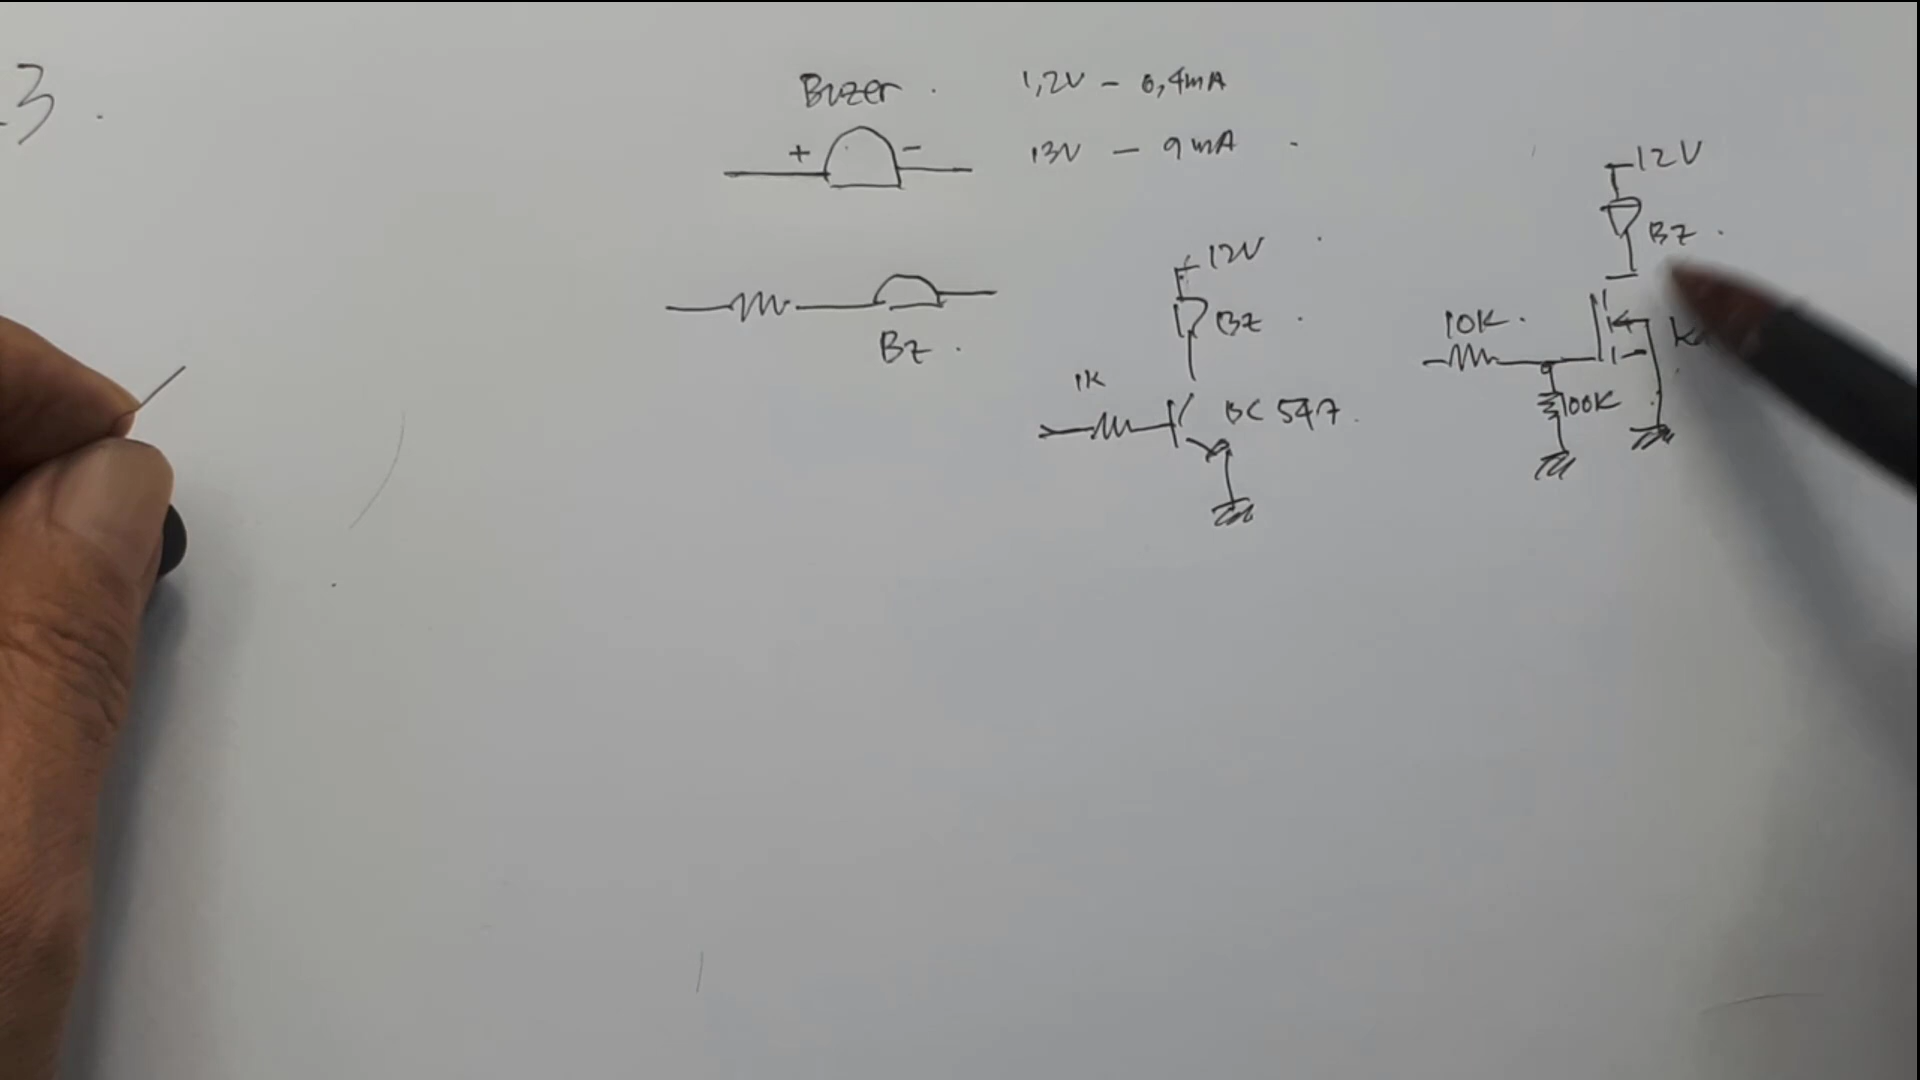 3.
Buzer. 1,2V - 0,4mA
+ - 13V - 9mA
12V
BZ.
12V
BZ.
10K.
BZ.
1K
100K
BC 547.